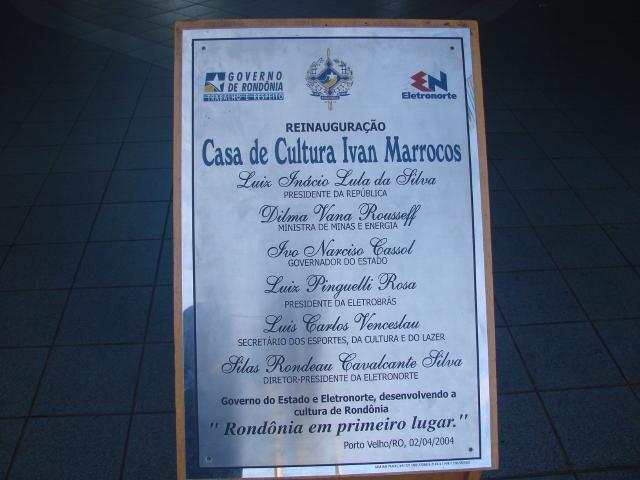 GOVERNO
DE RONDÔNIA
TRABALHO E RESPEITO
EN
Eletronorte
REINAUGURAÇÃO
Casa de Cultura Ivan Marrocos
Luiz Inácio Lula da Silva
PRESIDENTE DA REPÚBLICA
Dilma Vana Rousseff
MINISTRA DE MINAS E ENERGIA
Ivo Narciso Cassol
GOVERNADOR DO ESTADO
Luiz Pinguelli Rosa
PRESIDENTE DA ELETROBRÁS
Luis Carlos Venceslau
SECRETÁRIO DOS ESPORTES, DA CULTURA E DO LAZER
Silas Rondeau Cavalcante Silva
DIRETOR-PRESIDENTE DA ELETRONORTE
Governo do Estado e Eletronorte, desenvolvendo a
cultura de Rondônia
" Rondônia em primeiro lugar."
Porto Velho/RO, 02/04/2004